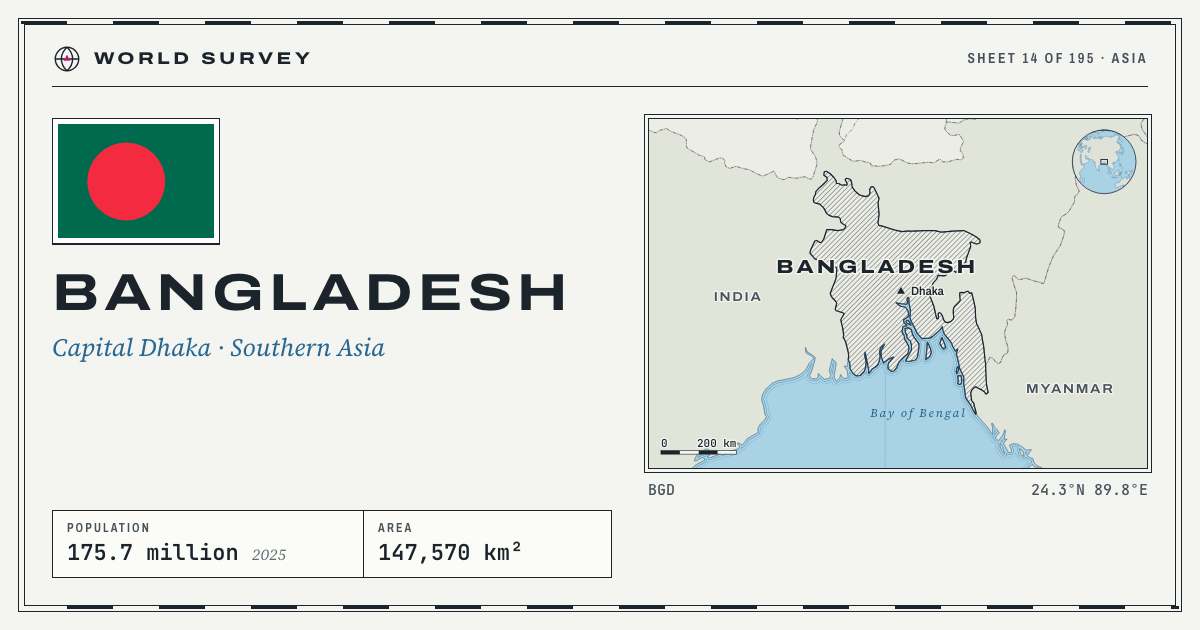 WORLD SURVEY
SHEET 14 OF 195 · ASIA
BANGLADESH
Capital Dhaka · Southern Asia
BANGLADESH
INDIA
Dhaka
MYANMAR
Bay of Bengal
0 200 km
BGD
24.3°N 89.8°E
POPULATION
175.7 million 2025
AREA
147,570 km²